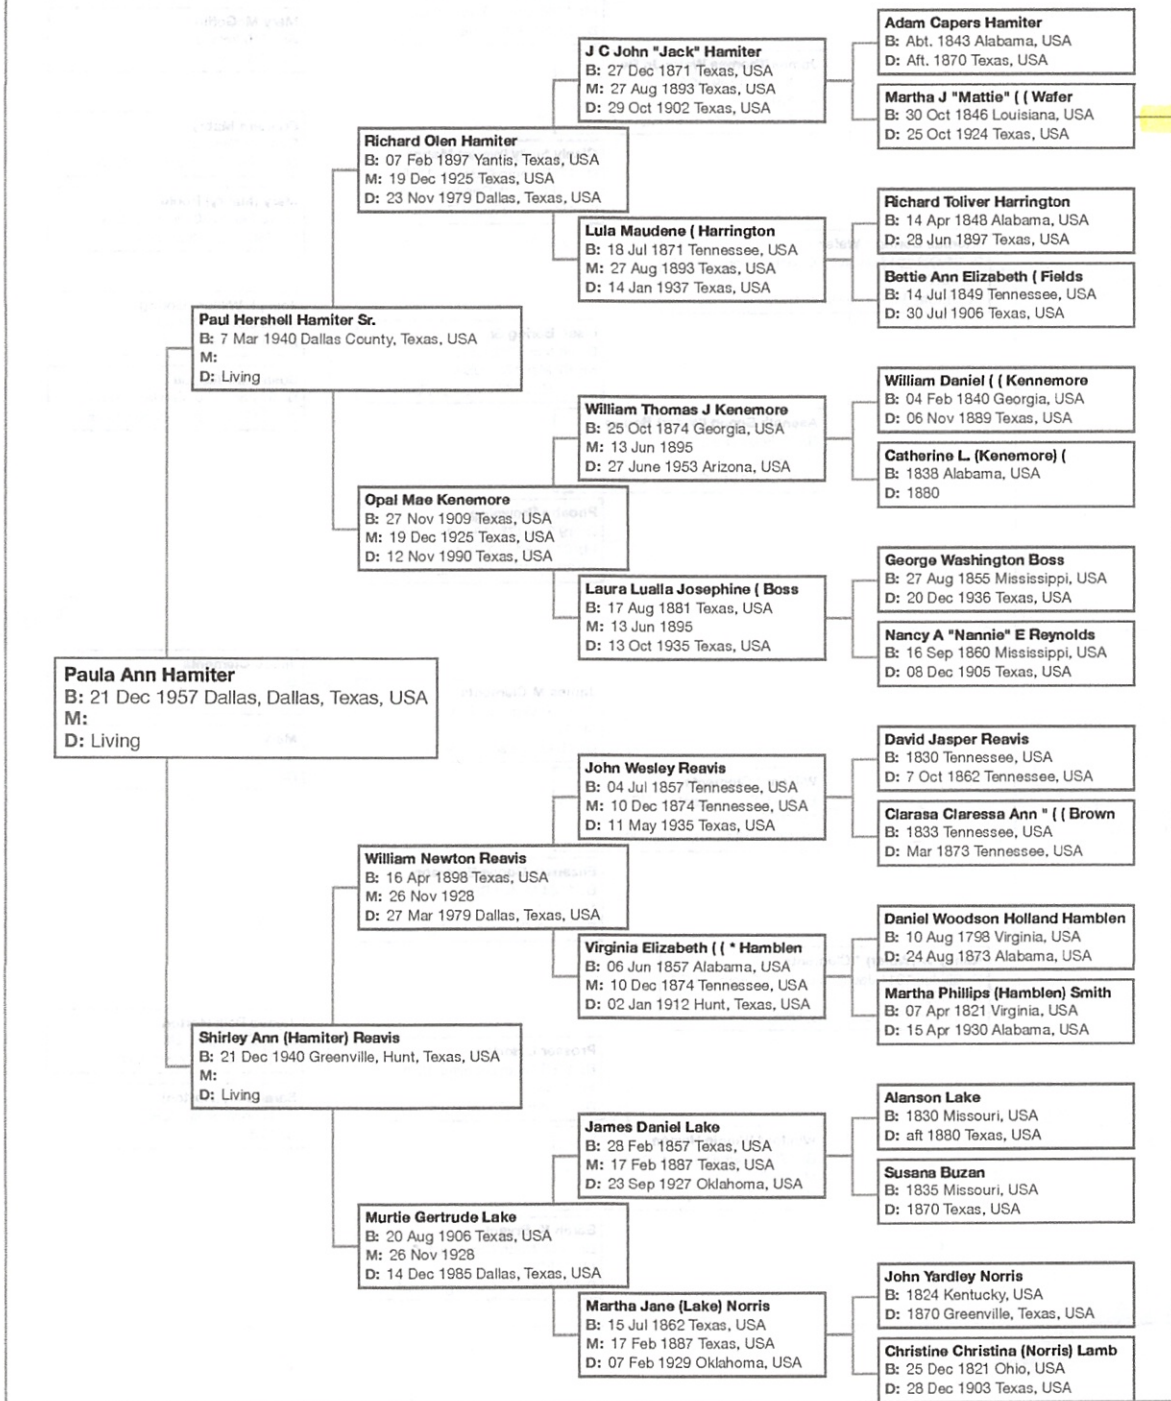 Adam Capers Hamiter
B: Abt. 1843 Alabama, USA
D: Aft. 1870 Texas, USA
J C John "Jack" Hamiter
B: 27 Dec 1871 Texas, USA
M: 27 Aug 1893 Texas, USA
D: 29 Oct 1902 Texas, USA
Martha J "Mattie" ( ( Wafer
B: 30 Oct 1846 Louisiana, USA
D: 25 Oct 1924 Texas, USA
Richard Olen Hamiter
B: 07 Feb 1897 Yantis, Texas, USA
M: 19 Dec 1925 Texas, USA
D: 23 Nov 1979 Dallas, Texas, USA
Richard Toliver Harrington
B: 14 Apr 1848 Alabama, USA
D: 28 Jun 1897 Texas, USA
Lula Maudene ( Harrington
B: 18 Jul 1871 Tennessee, USA
M: 27 Aug 1893 Texas, USA
D: 14 Jan 1937 Texas, USA
Bettie Ann Elizabeth ( Fields
B: 14 Jul 1849 Tennessee, USA
D: 30 Jul 1906 Texas, USA
Paul Hershell Hamiter Sr.
B: 7 Mar 1940 Dallas County, Texas, USA
M:
D: Living
William Daniel ( ( Kennemore
B: 04 Feb 1840 Georgia, USA
D: 06 Nov 1889 Texas, USA
William Thomas J Kenemore
B: 25 Oct 1874 Georgia, USA
M: 13 Jun 1895
D: 27 June 1953 Arizona, USA
Catherine L. (Kenemore) (
B: 1838 Alabama, USA
D: 1880
Opal Mae Kenemore
B: 27 Nov 1909 Texas, USA
M: 19 Dec 1925 Texas, USA
D: 12 Nov 1990 Texas, USA
George Washington Boss
B: 27 Aug 1855 Mississippi, USA
D: 20 Dec 1936 Texas, USA
Laura Lualla Josephine ( Boss
B: 17 Aug 1881 Texas, USA
M: 13 Jun 1895
D: 13 Oct 1935 Texas, USA
Nancy A "Nannie" E Reynolds
B: 16 Sep 1860 Mississippi, USA
D: 08 Dec 1905 Texas, USA
Paula Ann Hamiter
B: 21 Dec 1957 Dallas, Dallas, Texas, USA
M:
D: Living
David Jasper Reavis
B: 1830 Tennessee, USA
D: 7 Oct 1862 Tennessee, USA
John Wesley Reavis
B: 04 Jul 1857 Tennessee, USA
M: 10 Dec 1874 Tennessee, USA
D: 11 May 1935 Texas, USA
Clarasa Claressa Ann " ( ( Brown
B: 1833 Tennessee, USA
D: Mar 1873 Tennessee, USA
William Newton Reavis
B: 16 Apr 1898 Texas, USA
M: 26 Nov 1928
D: 27 Mar 1979 Dallas, Texas, USA
Daniel Woodson Holland Hamblen
B: 10 Aug 1798 Virginia, USA
D: 24 Aug 1873 Alabama, USA
Virginia Elizabeth ( ( * Hamblen
B: 06 Jun 1857 Alabama, USA
M: 10 Dec 1874 Tennessee, USA
D: 02 Jan 1912 Hunt, Texas, USA
Martha Phillips (Hamblen) Smith
B: 07 Apr 1821 Virginia, USA
D: 15 Apr 1930 Alabama, USA
Shirley Ann (Hamiter) Reavis
B: 21 Dec 1940 Greenville, Hunt, Texas, USA
M:
D: Living
Alanson Lake
B: 1830 Missouri, USA
D: aft 1880 Texas, USA
James Daniel Lake
B: 28 Feb 1857 Texas, USA
M: 17 Feb 1887 Texas, USA
D: 23 Sep 1927 Oklahoma, USA
Susana Buzan
B: 1835 Missouri, USA
D: 1870 Texas, USA
Murtie Gertrude Lake
B: 20 Aug 1906 Texas, USA
M: 26 Nov 1928
D: 14 Dec 1985 Dallas, Texas, USA
John Yardley Norris
B: 1824 Kentucky, USA
D: 1870 Greenville, Texas, USA
Martha Jane (Lake) Norris
B: 15 Jul 1862 Texas, USA
M: 17 Feb 1887 Texas, USA
D: 07 Feb 1929 Oklahoma, USA
Christine Christina (Norris) Lamb
B: 25 Dec 1821 Ohio, USA
D: 28 Dec 1903 Texas, USA